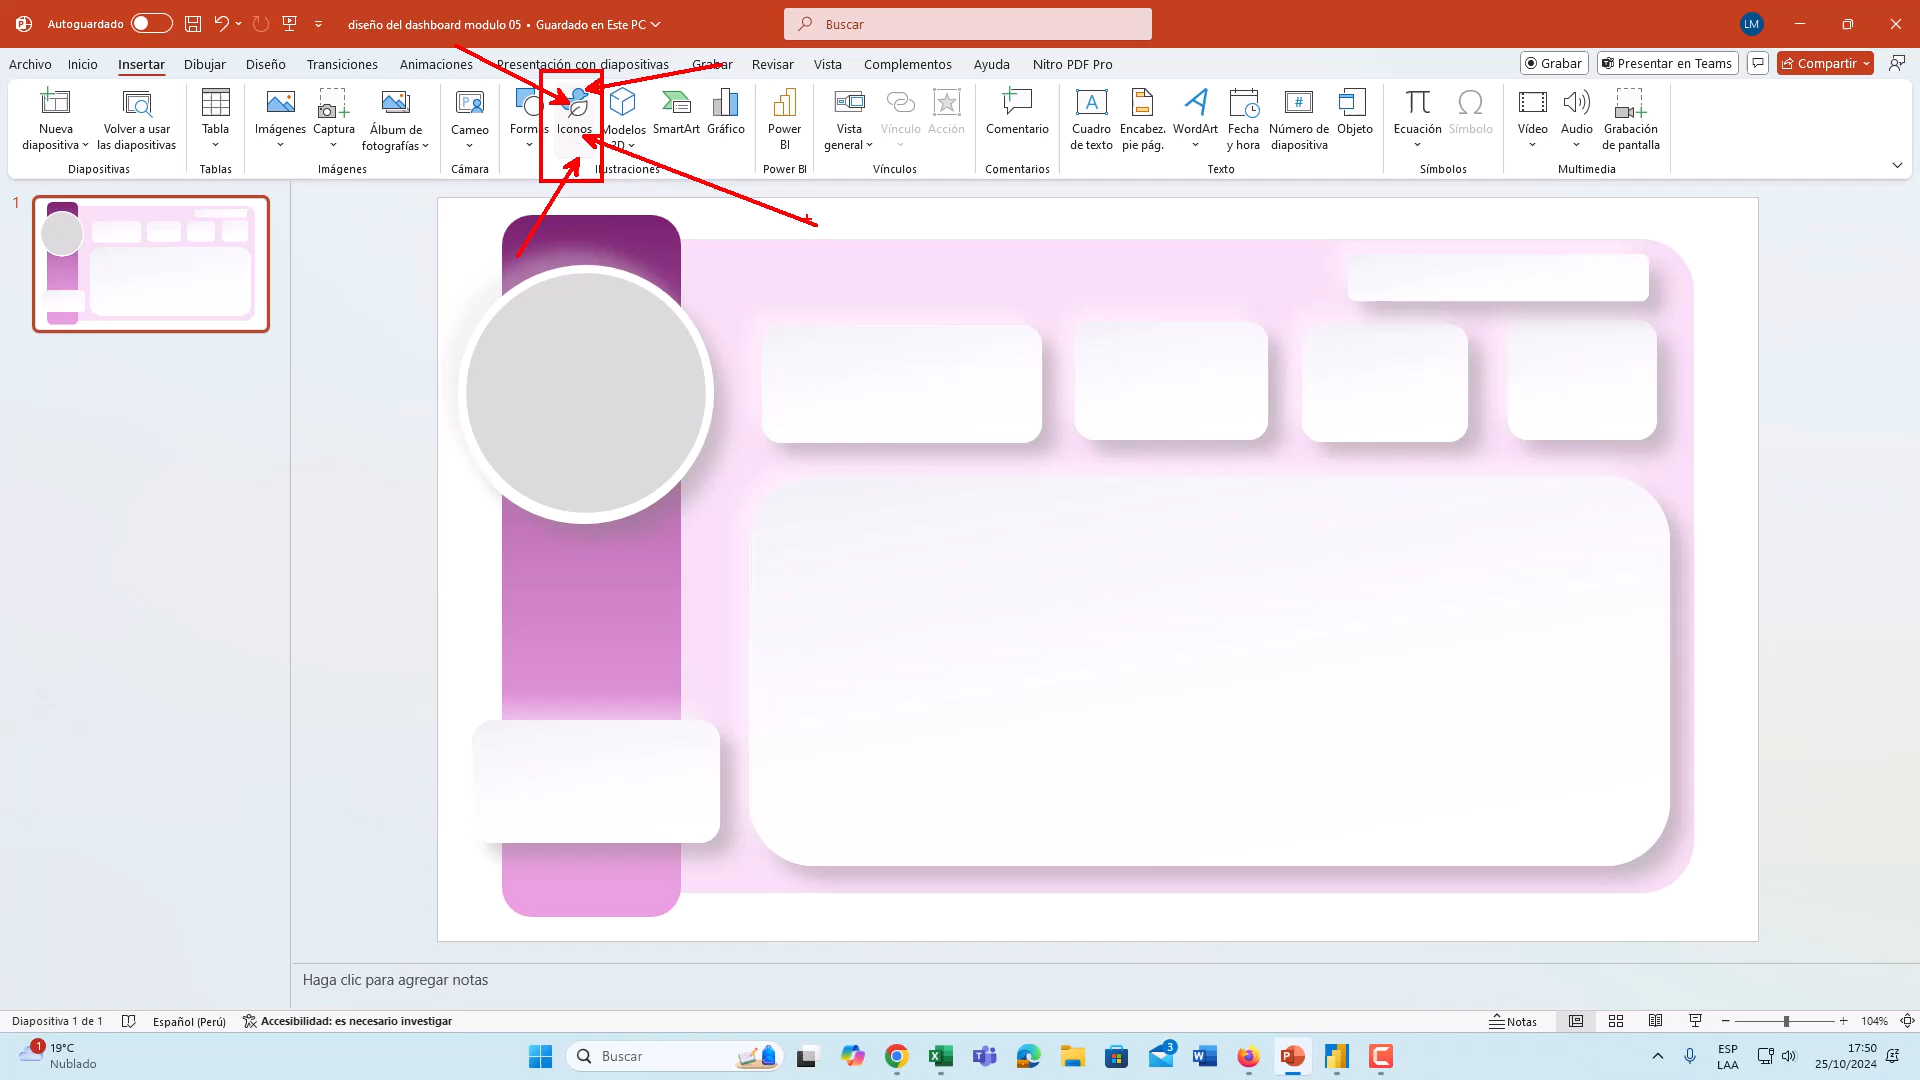 Autoguardado
diseño del dashboard modulo 05 • Guardado en Este PC
Buscar
LM
Archivo Inicio Insertar Dibujar Diseño Transiciones Animaciones Presentación con diapositivas Grabar Revisar Vista Complementos Ayuda Nitro PDF Pro
Grabar
Presentar en Teams
Compartir
Nueva diapositiva
Volver a usar las diapositivas
Diapositivas
Tabla
Tablas
Imágenes
Captura
Álbum de fotografías
Imágenes
Cameo
Cámara
Formas
Iconos
Modelos 3D
SmartArt
Gráfico
Ilustraciones
Power BI
Power BI
Vista general
Vínculo
Acción
Vínculos
Comentario
Comentarios
Cuadro de texto
Encabez. pie pág.
WordArt
Fecha y hora
Número de diapositiva
Objeto
Texto
Ecuación
Símbolo
Símbolos
Vídeo
Audio
Grabación de pantalla
Multimedia
1
Haga clic para agregar notas
Diapositiva 1 de 1
Español (Perú)
Accesibilidad: es necesario investigar
Notas
104%
1
19°C
Nublado
Buscar
3
ESP
LAA
17:50
25/10/2024